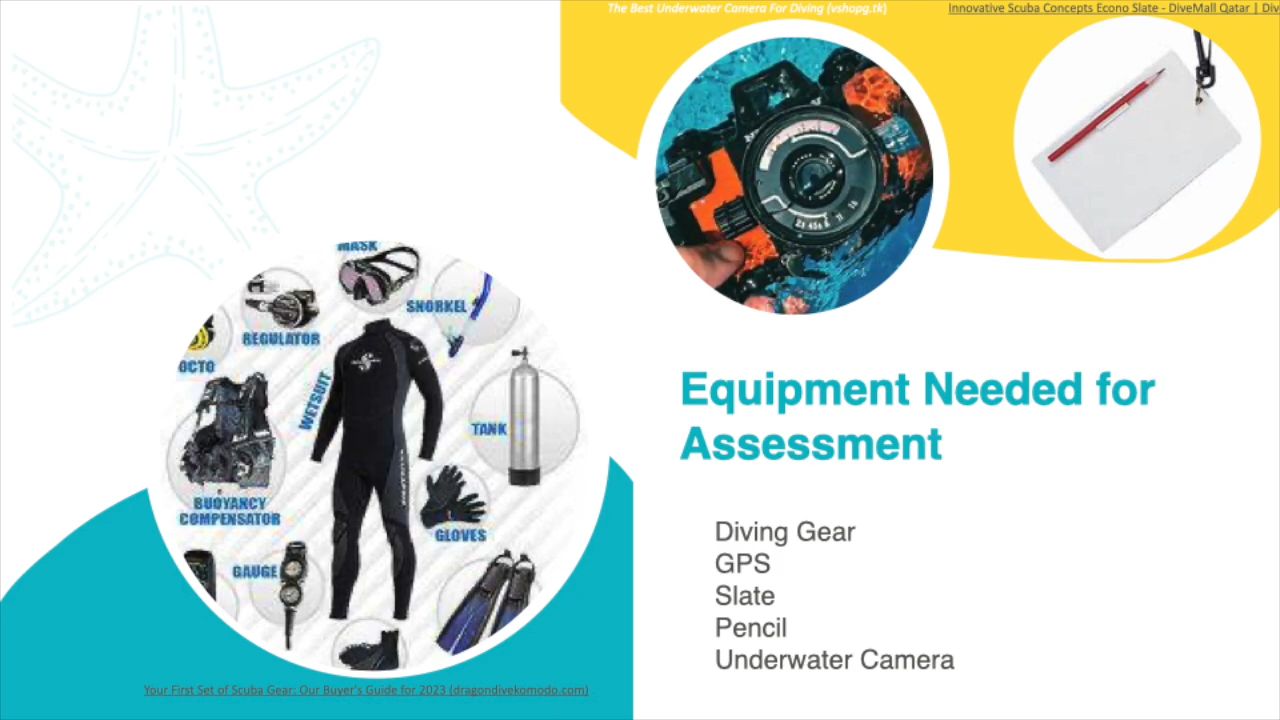 The Best Underwater Camera For Diving (vshopg.tk)
Innovative Scuba Concepts Econo Slate - DiveMall Qatar | Div
MASK
SNORKEL
REGULATOR
OCTO
WETSUIT
TANK
BUOYANCY
COMPENSATOR
GLOVES
GAUGE
Equipment Needed for
Assessment
Diving Gear
GPS
Slate
Pencil
Underwater Camera
Your First Set of Scuba Gear: Our Buyer's Guide for 2023 (dragondivekomodo.com)